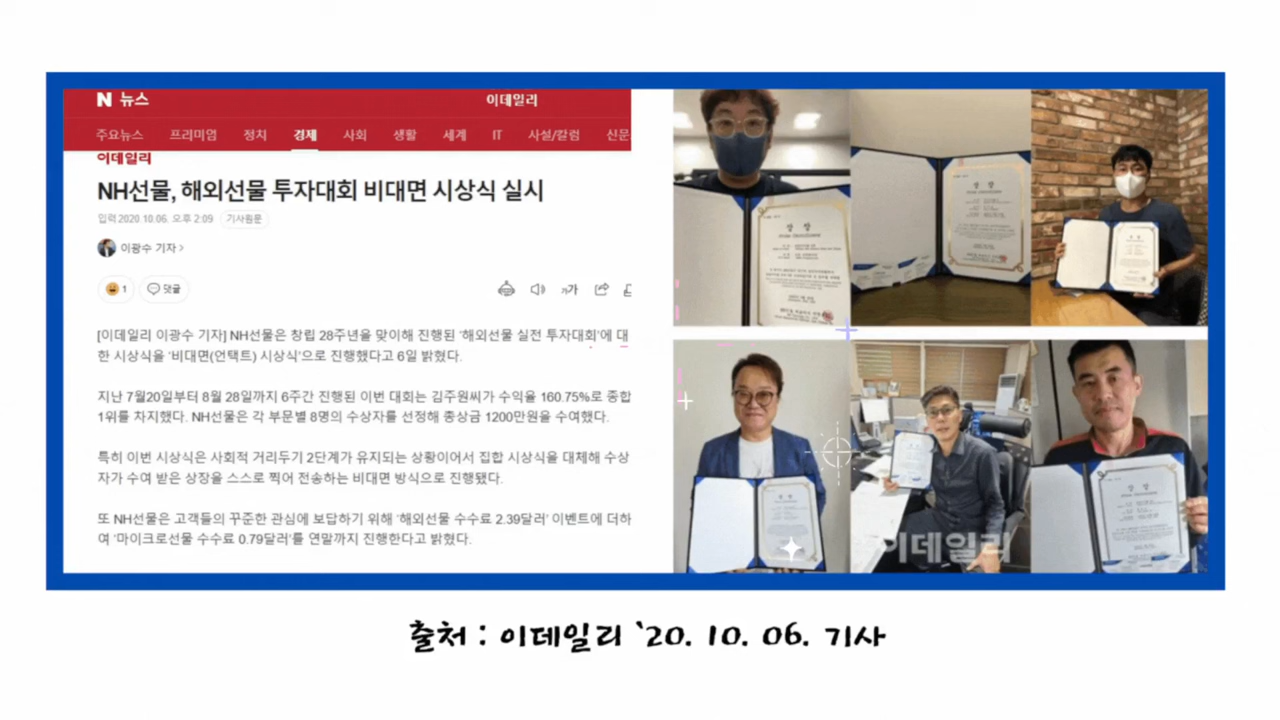 N 뉴스 이데일리
주요뉴스 프리미엄 정치 경제 사회 생활 세계 IT 사설/칼럼 신문
이데일리
NH선물, 해외선물 투자대회 비대면 시상식 실시
입력 2020.10.06. 오후 2:09 기사원문
이광수 기자
1 댓글
가가
[이데일리 이광수 기자] NH선물은 창립 28주년을 맞이해 진행된 '해외선물 실전 투자대회'에 대
한 시상식을 '비대면(언택트) 시상식'으로 진행했다고 6일 밝혔다.
지난 7월20일부터 8월 28일까지 6주간 진행된 이번 대회는 김주원씨가 수익율 160.75%로 종합
1위를 차지했다. NH선물은 각 부문별 8명의 수상자를 선정해 총상금 1200만원을 수여했다.
특히 이번 시상식은 사회적 거리두기 2단계가 유지되는 상황이어서 집합 시상식을 대체해 수상
자가 수여 받은 상장을 스스로 찍어 전송하는 비대면 방식으로 진행됐다.
또 NH선물은 고객들의 꾸준한 관심에 보답하기 위해 '해외선물 수수료 2.39달러' 이벤트에 더하
여 '마이크로선물 수수료 0.79달러'를 연말까지 진행한다고 밝혔다.
상 장
상 장
상 장
상 장
상 장
상 장
이데일리
출처 : 이데일리 '20. 10. 06. 기사